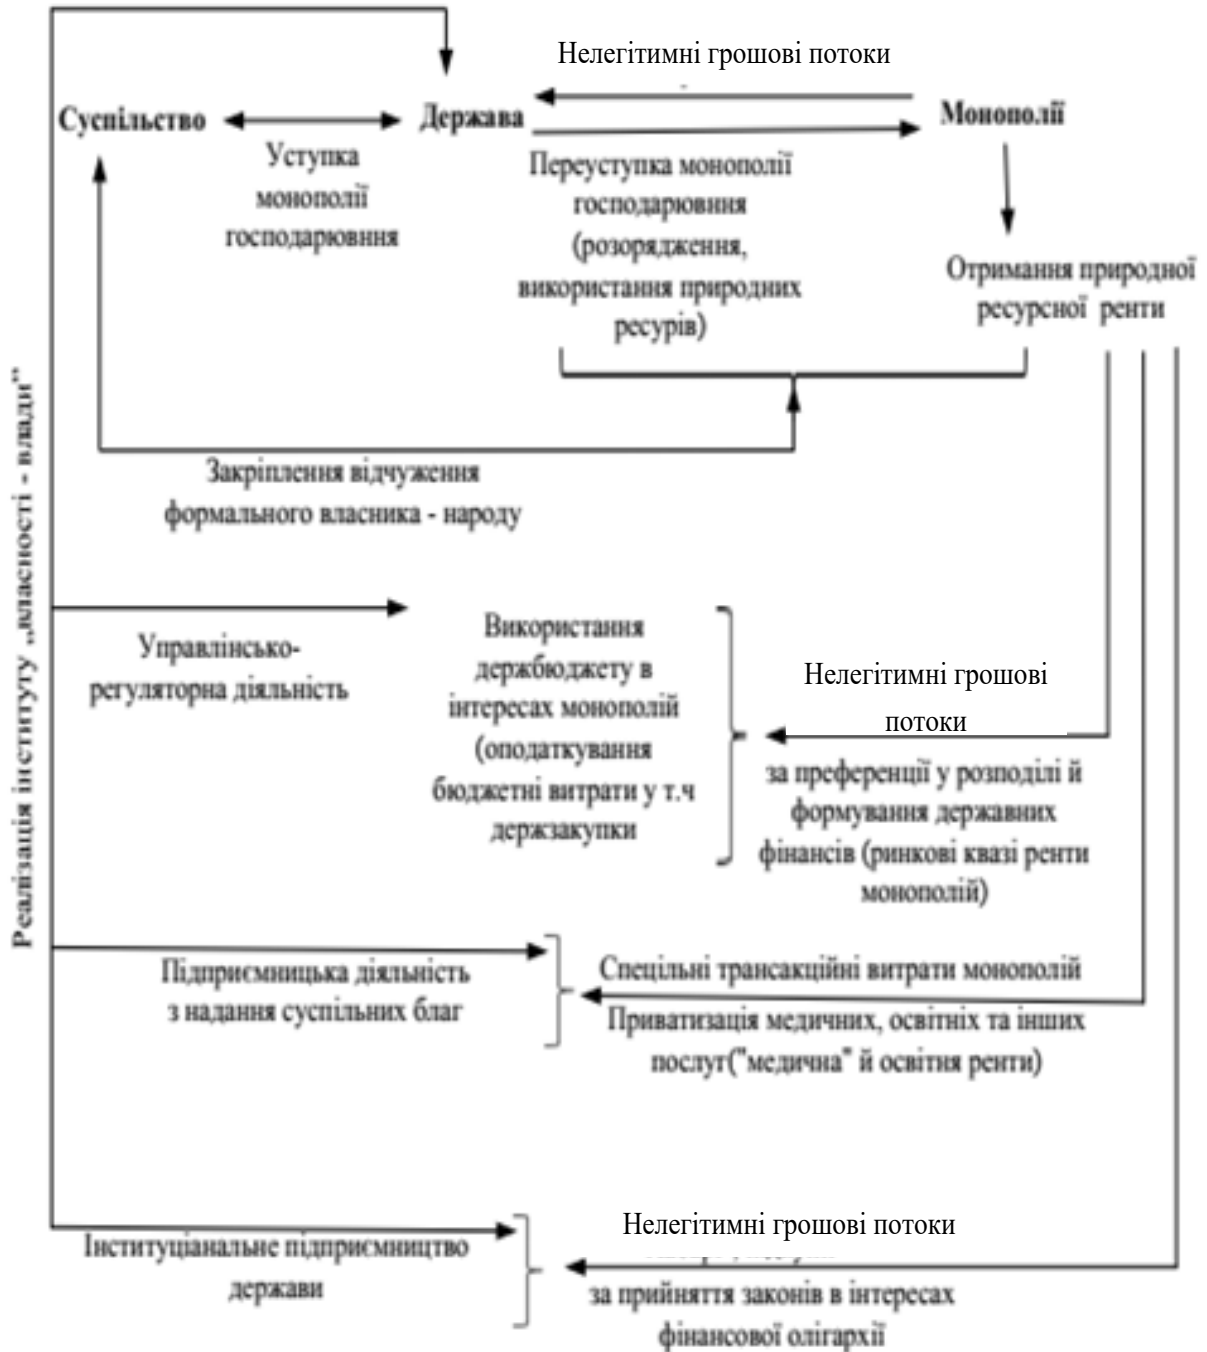 Нелегітимні грошові потоки
Суспільство
Держава
Монополії
Уступка
монополії
господарювння
Переуступка монополії
господарювння
(розорядження,
використання природних
ресурів)
Отримання природної
ресурсної ренти
Закріплення відчуження
формального власника - народу
Реалізація інституту „власності - влади”
Управлінсько-
регуляторна діяльність
Використання
держбюджету в
інтересах монополій
(оподаткування
бюджетні витрати у т.ч
держзакупки
Нелегітимні грошові
потоки
за преференції у розподілі й
формування державних
фінансів (ринкові квазі ренти
монополій)
Підприємницька діяльність
з надання суспільних благ
Спецільні трансакційні витрати монополій
Приватизація медичних, освітніх та інших
послуг("медична" й освітня ренти)
Інституціанальне підприємництво
держави
Нелегітимні грошові потоки
за прийняття законів в інтересах
фінансової олігархії